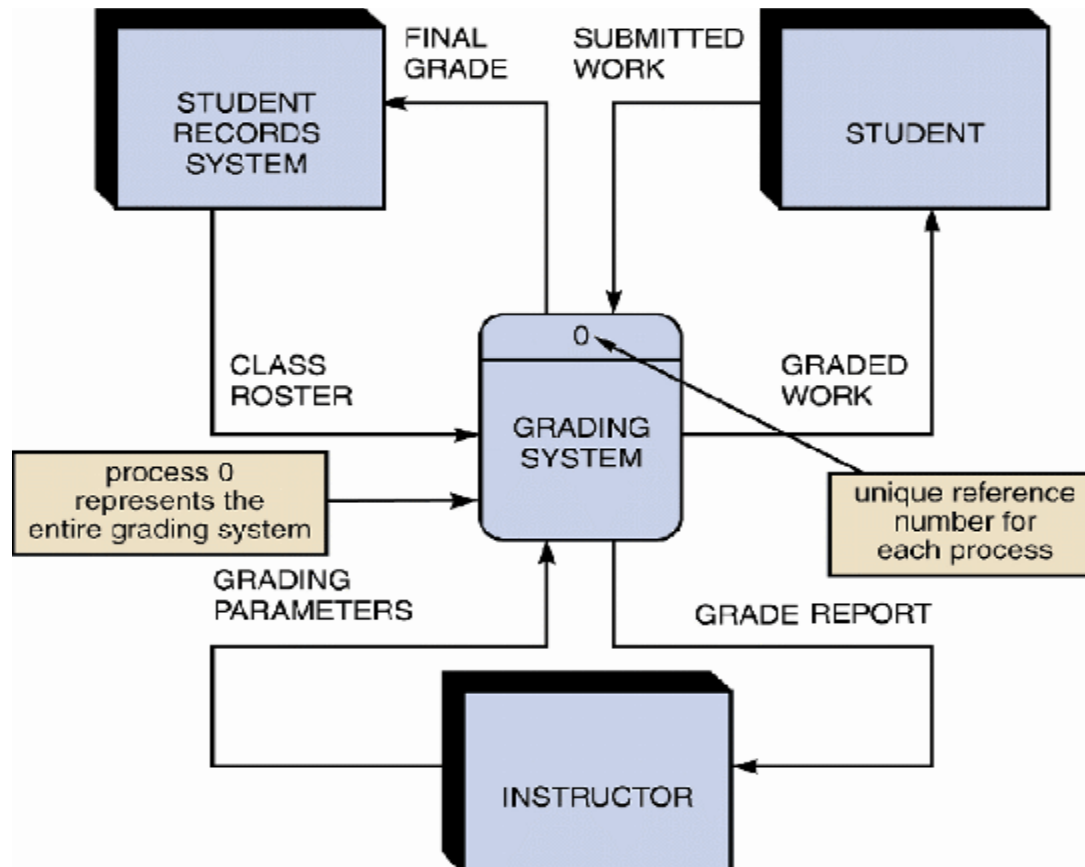 FINAL
GRADE
SUBMITTED
WORK
STUDENT
RECORDS
SYSTEM
STUDENT
0
CLASS
ROSTER
GRADED
WORK
GRADING
SYSTEM
process 0
represents the
entire grading system
unique reference
number for
each process
GRADING
PARAMETERS
GRADE REPORT
INSTRUCTOR